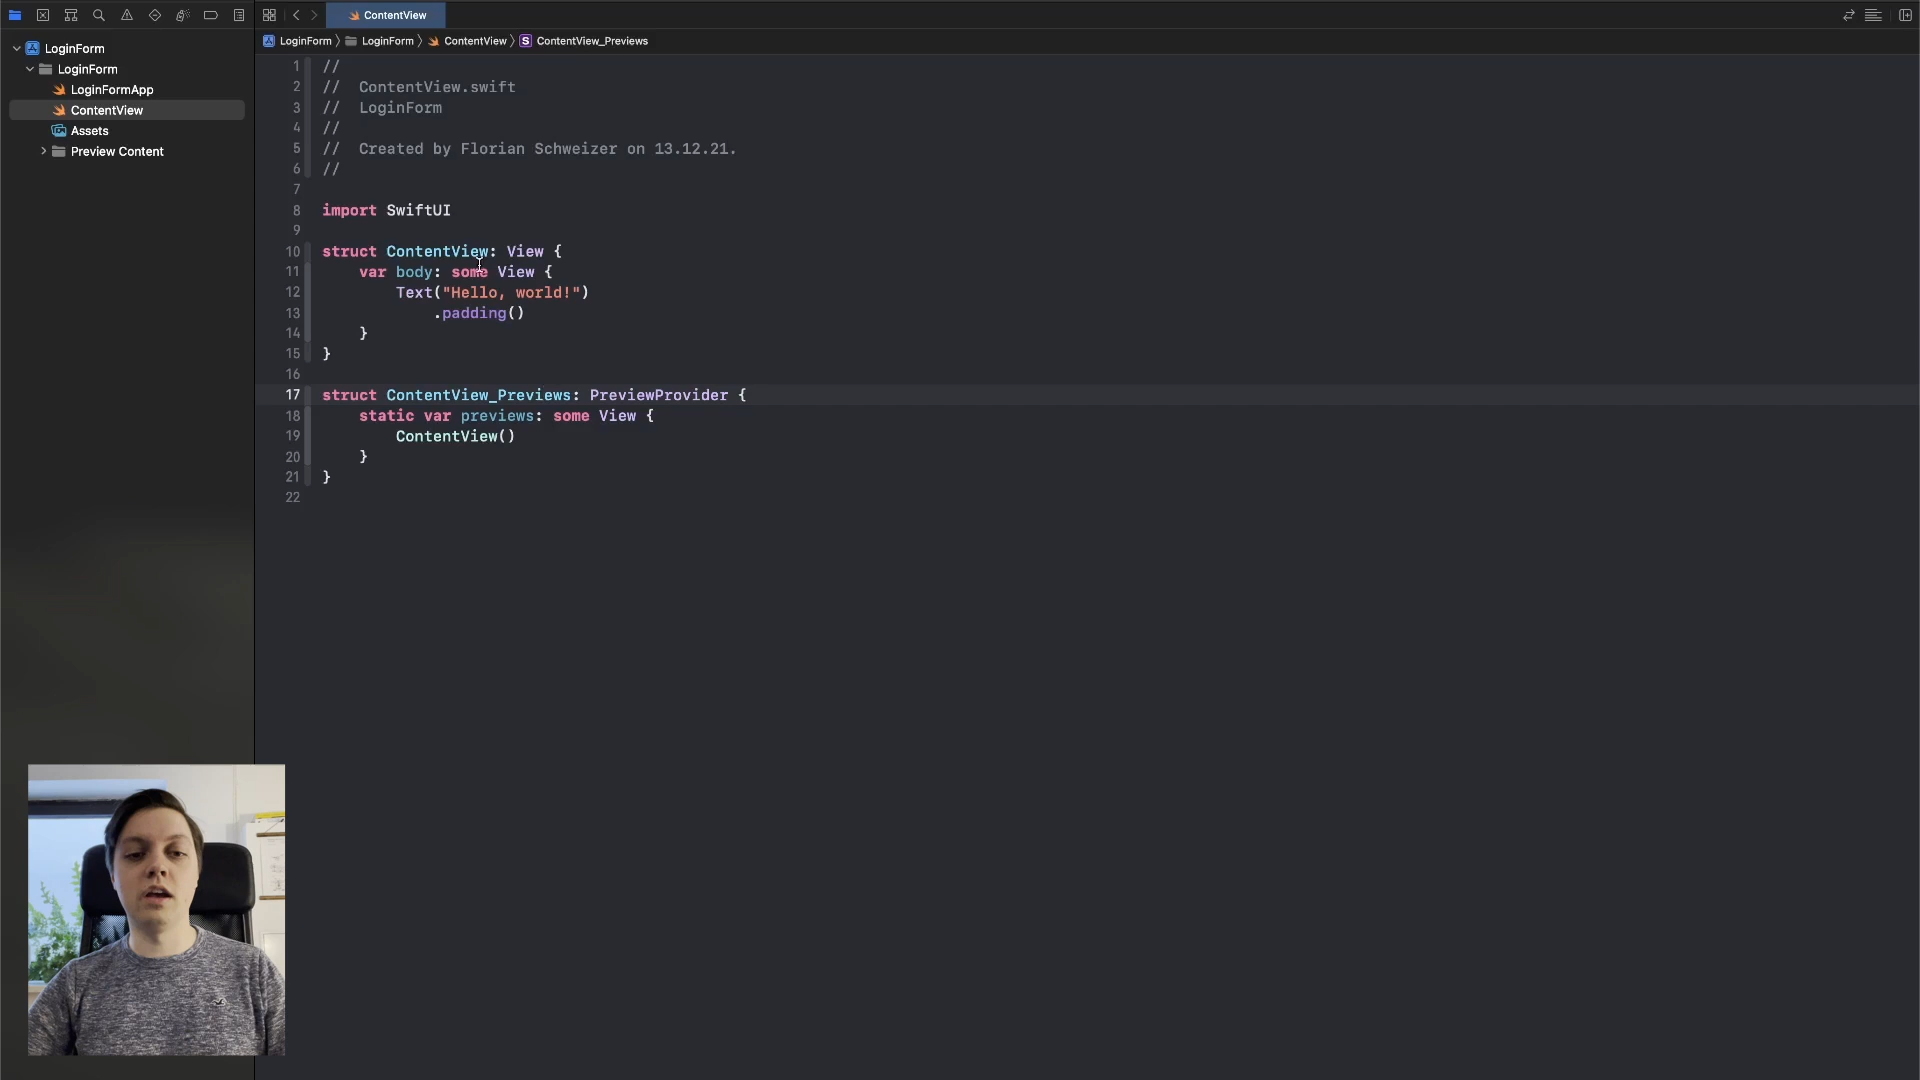 ContentView
LoginForm
LoginForm
LoginFormApp
ContentView
Assets
Preview Content
LoginForm LoginForm ContentView S ContentView_Previews
1 //
2 //  ContentView.swift
3 //  LoginForm
4 //
5 //  Created by Florian Schweizer on 13.12.21.
6 //
7
8 import SwiftUI
9
10 struct ContentView: View {
11     var body: some View {
12         Text("Hello, world!")
13             .padding()
14     }
15 }
16
17 struct ContentView_Previews: PreviewProvider {
18     static var previews: some View {
19         ContentView()
20     }
21 }
22